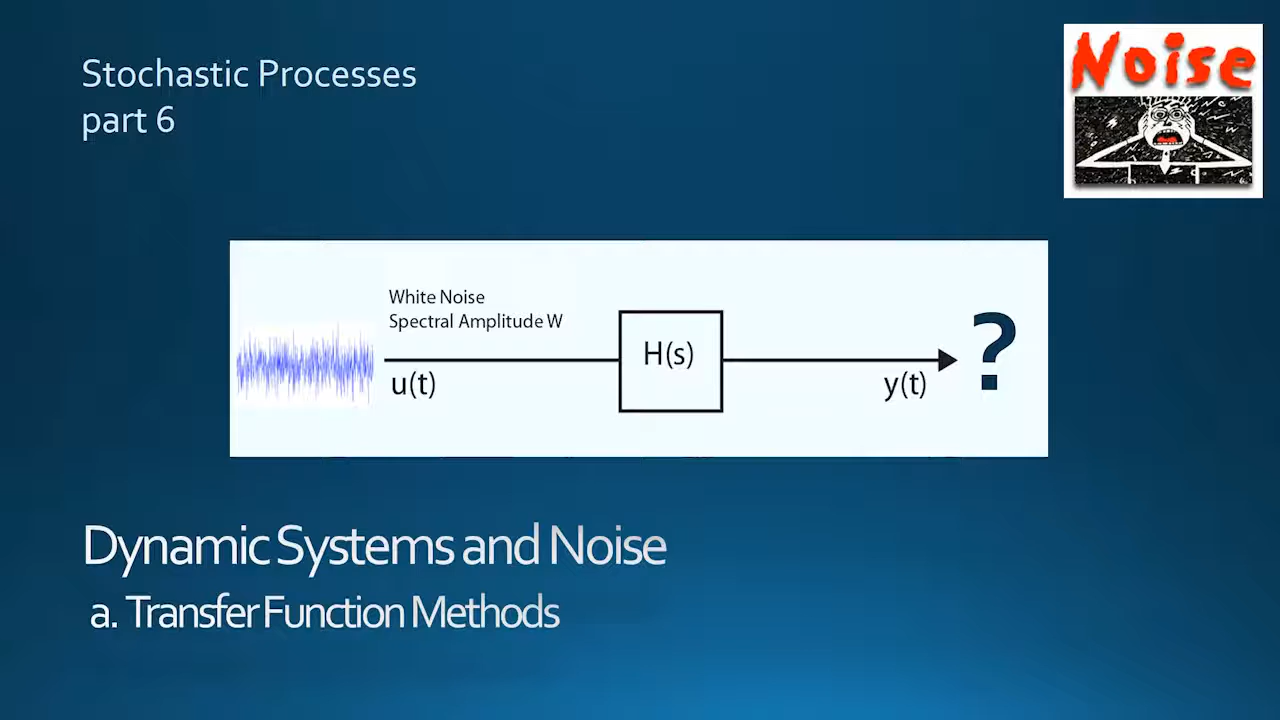 Stochastic Processes
part 6
Noise
White Noise
Spectral Amplitude W
H(s)
u(t)
y(t)
?
Dynamic Systems and Noise
a. Transfer Function Methods